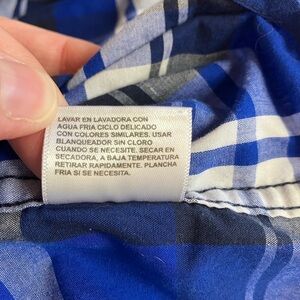 LAVAR EN LAVADORA CON
AGUA FRIA CICLO DELICADO
CON COLORES SIMILARES. USAR
BLANQUEADOR SIN CLORO
CUANDO SE NECESITE. SECAR EN
SECADORA, A BAJA TEMPERATURA
RETIRAR RAPIDAMENTE. PLANCHA
FRIA SI SE NECESITA.